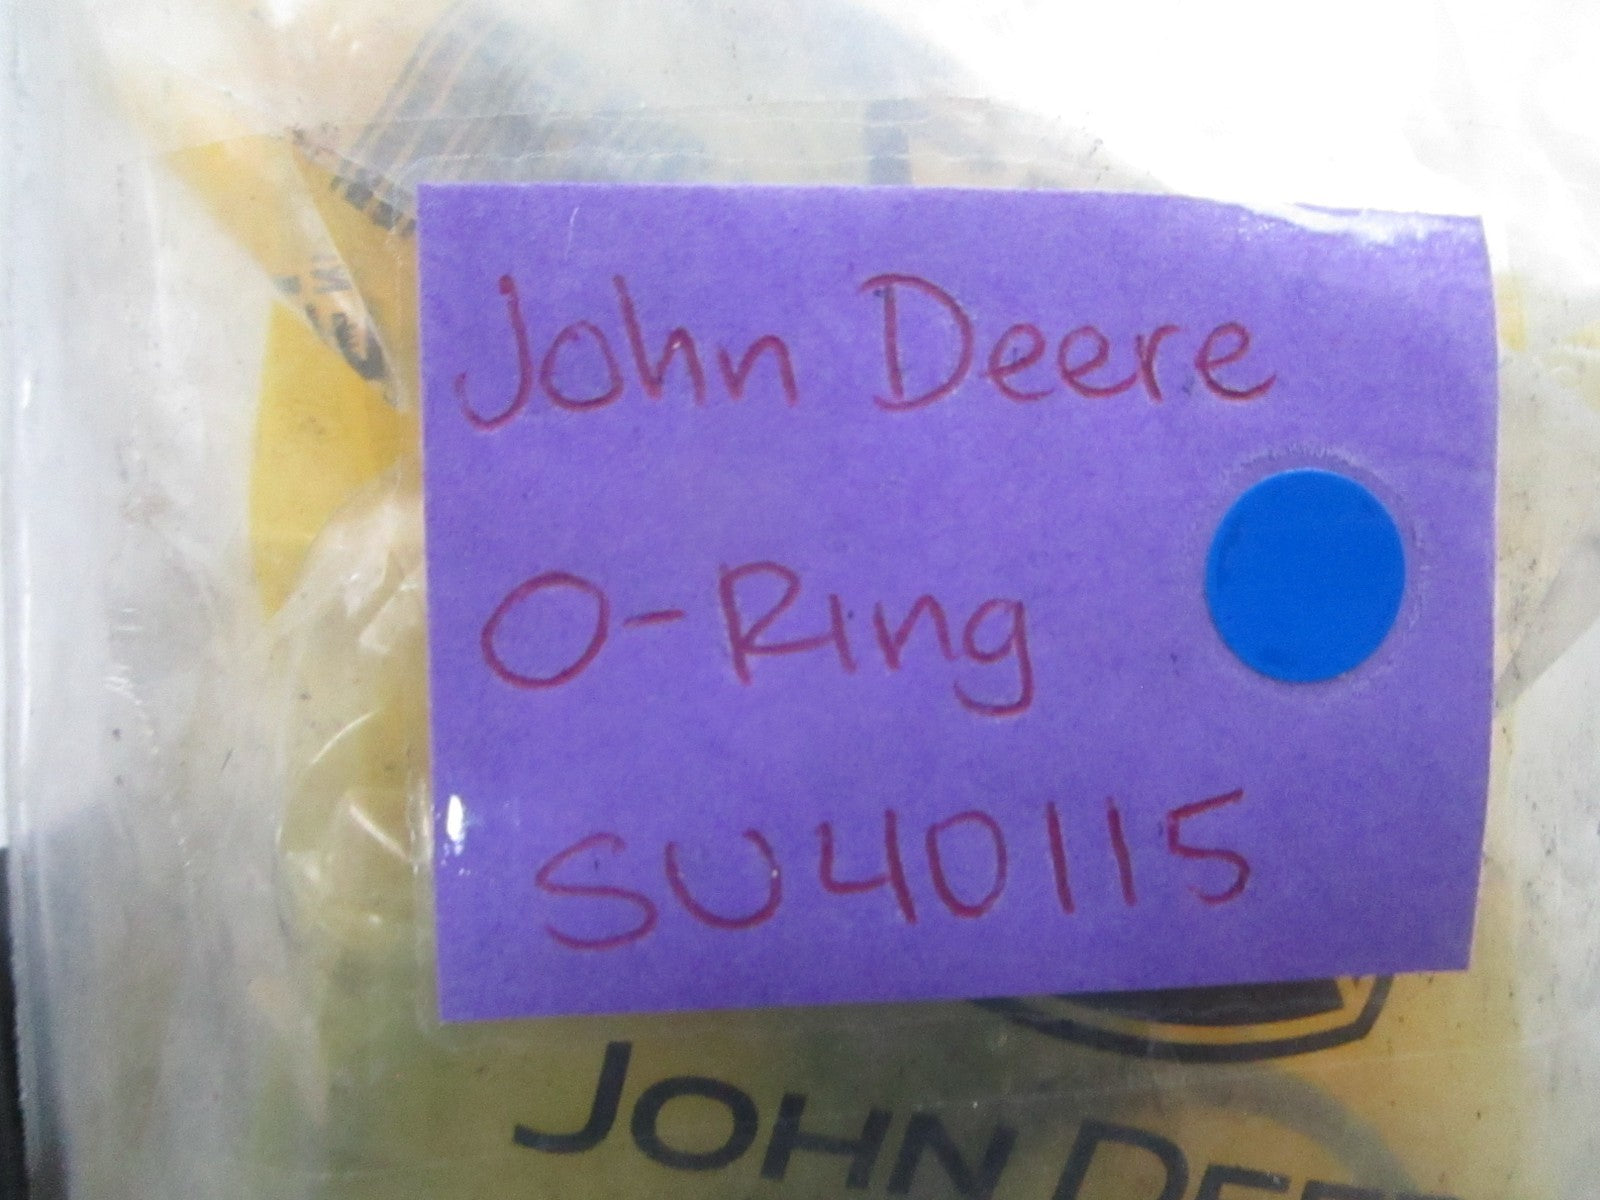 John Deere
O-Ring
SU40115
JOHN DEE